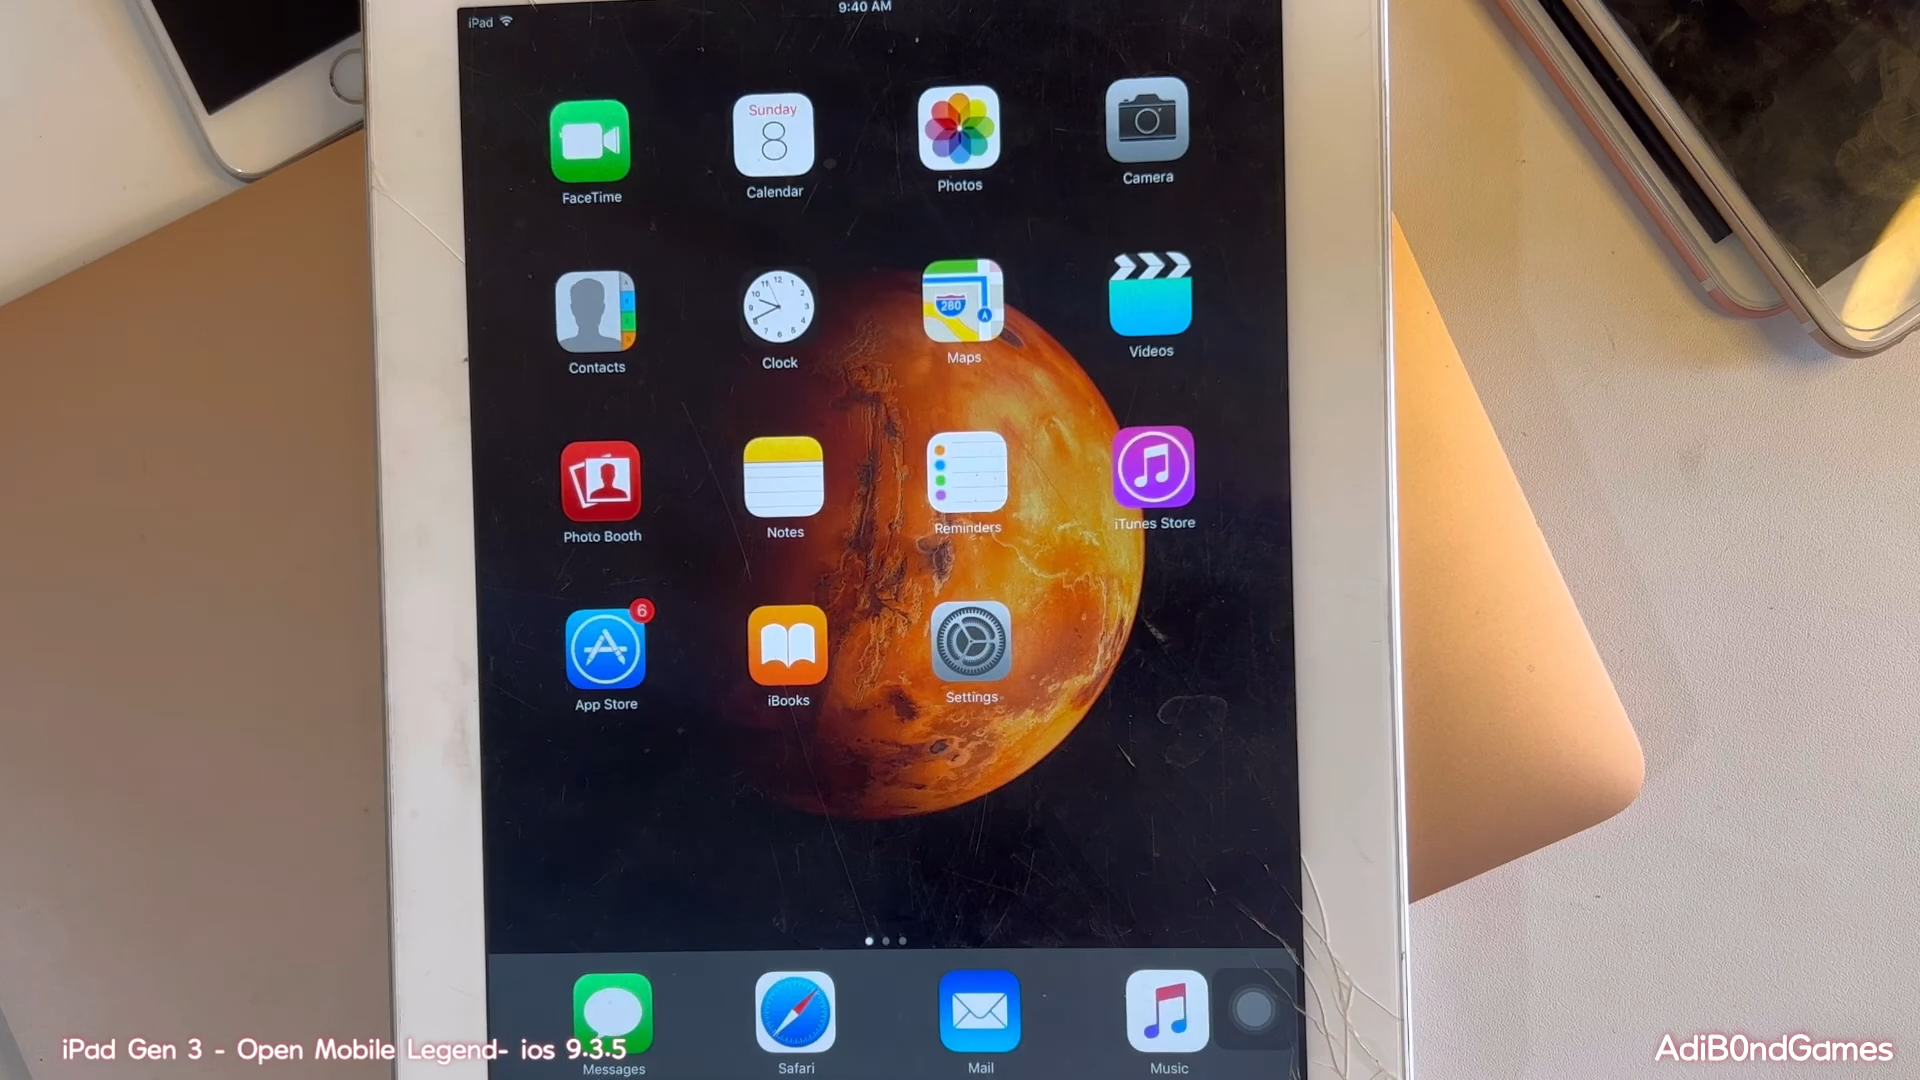 iPad
9:40 AM
FaceTime
Sunday
8
Calendar
Photos
Camera
Contacts
Clock
280
Maps
Videos
Photo Booth
Notes
Reminders
iTunes Store
6
App Store
iBooks
Settings
Messages
Safari
Mail
Music
iPad Gen 3 - Open Mobile Legend- ios 9.3.5
AdiB0ndGames